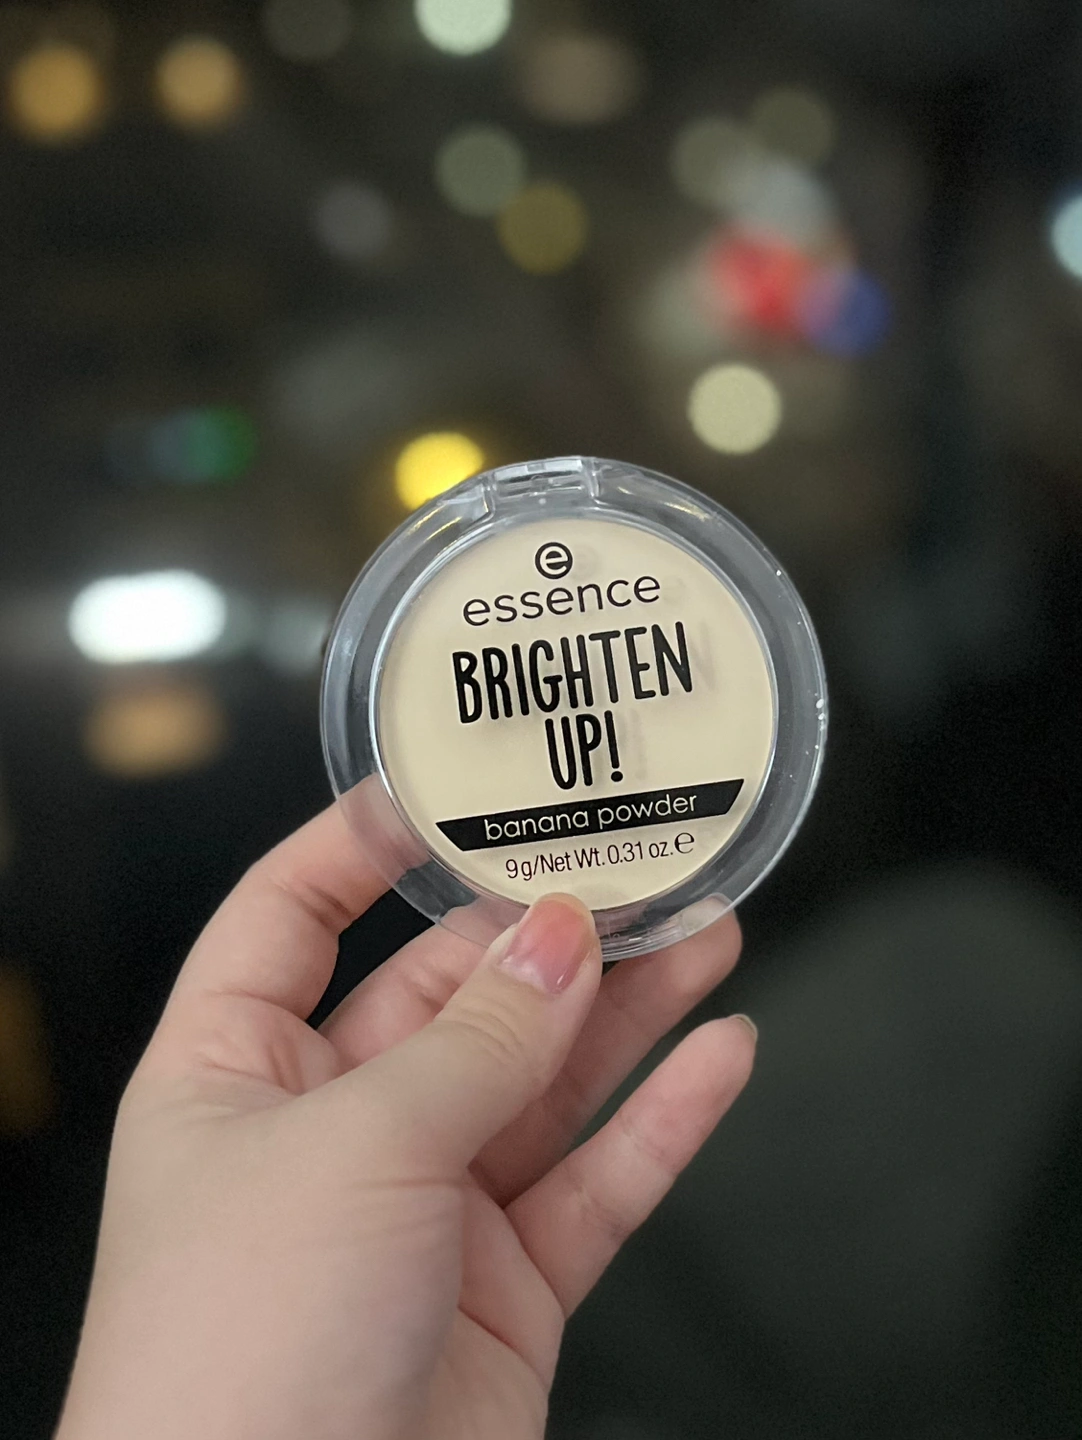 e
essence
BRIGHTEN
UP!
banana powder
9 g/Net Wt. 0.31 oz. ℮